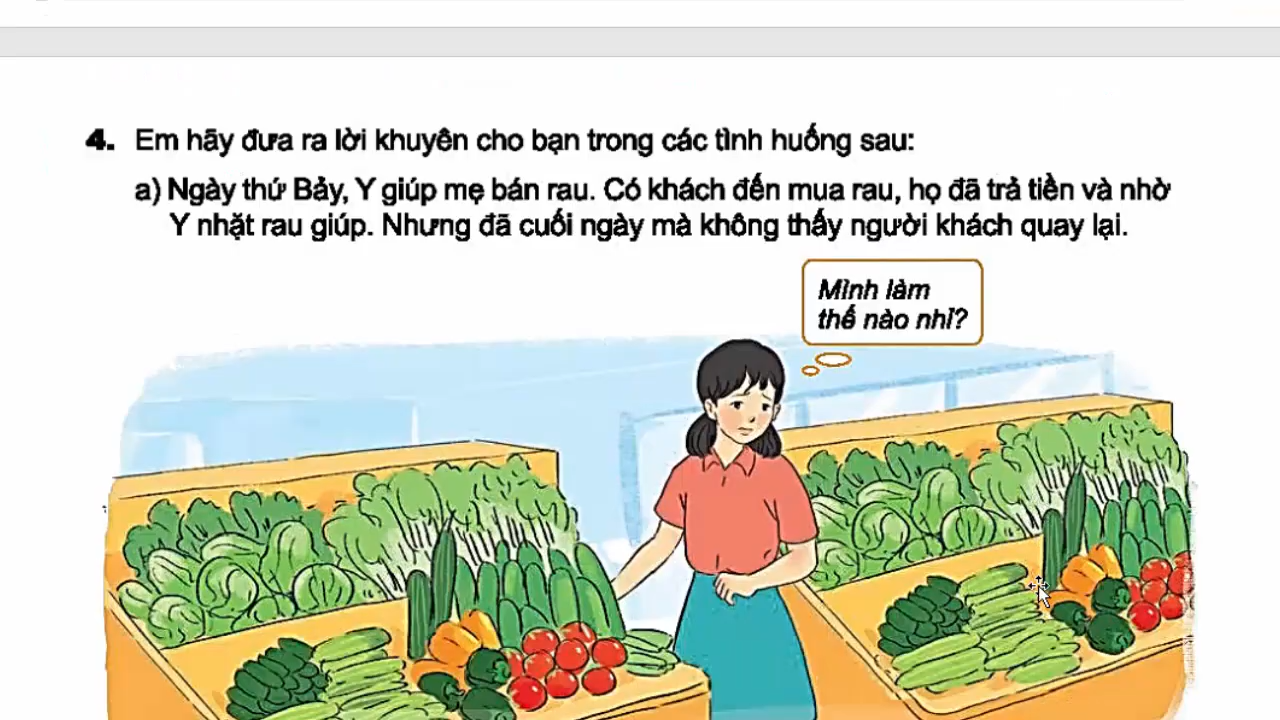 4. Em hãy đưa ra lời khuyên cho bạn trong các tình huống sau:
a) Ngày thứ Bảy, Y giúp mẹ bán rau. Có khách đến mua rau, họ đã trả tiền và nhờ
Y nhặt rau giúp. Nhưng đã cuối ngày mà không thấy người khách quay lại.
Mình làm
thế nào nhỉ?